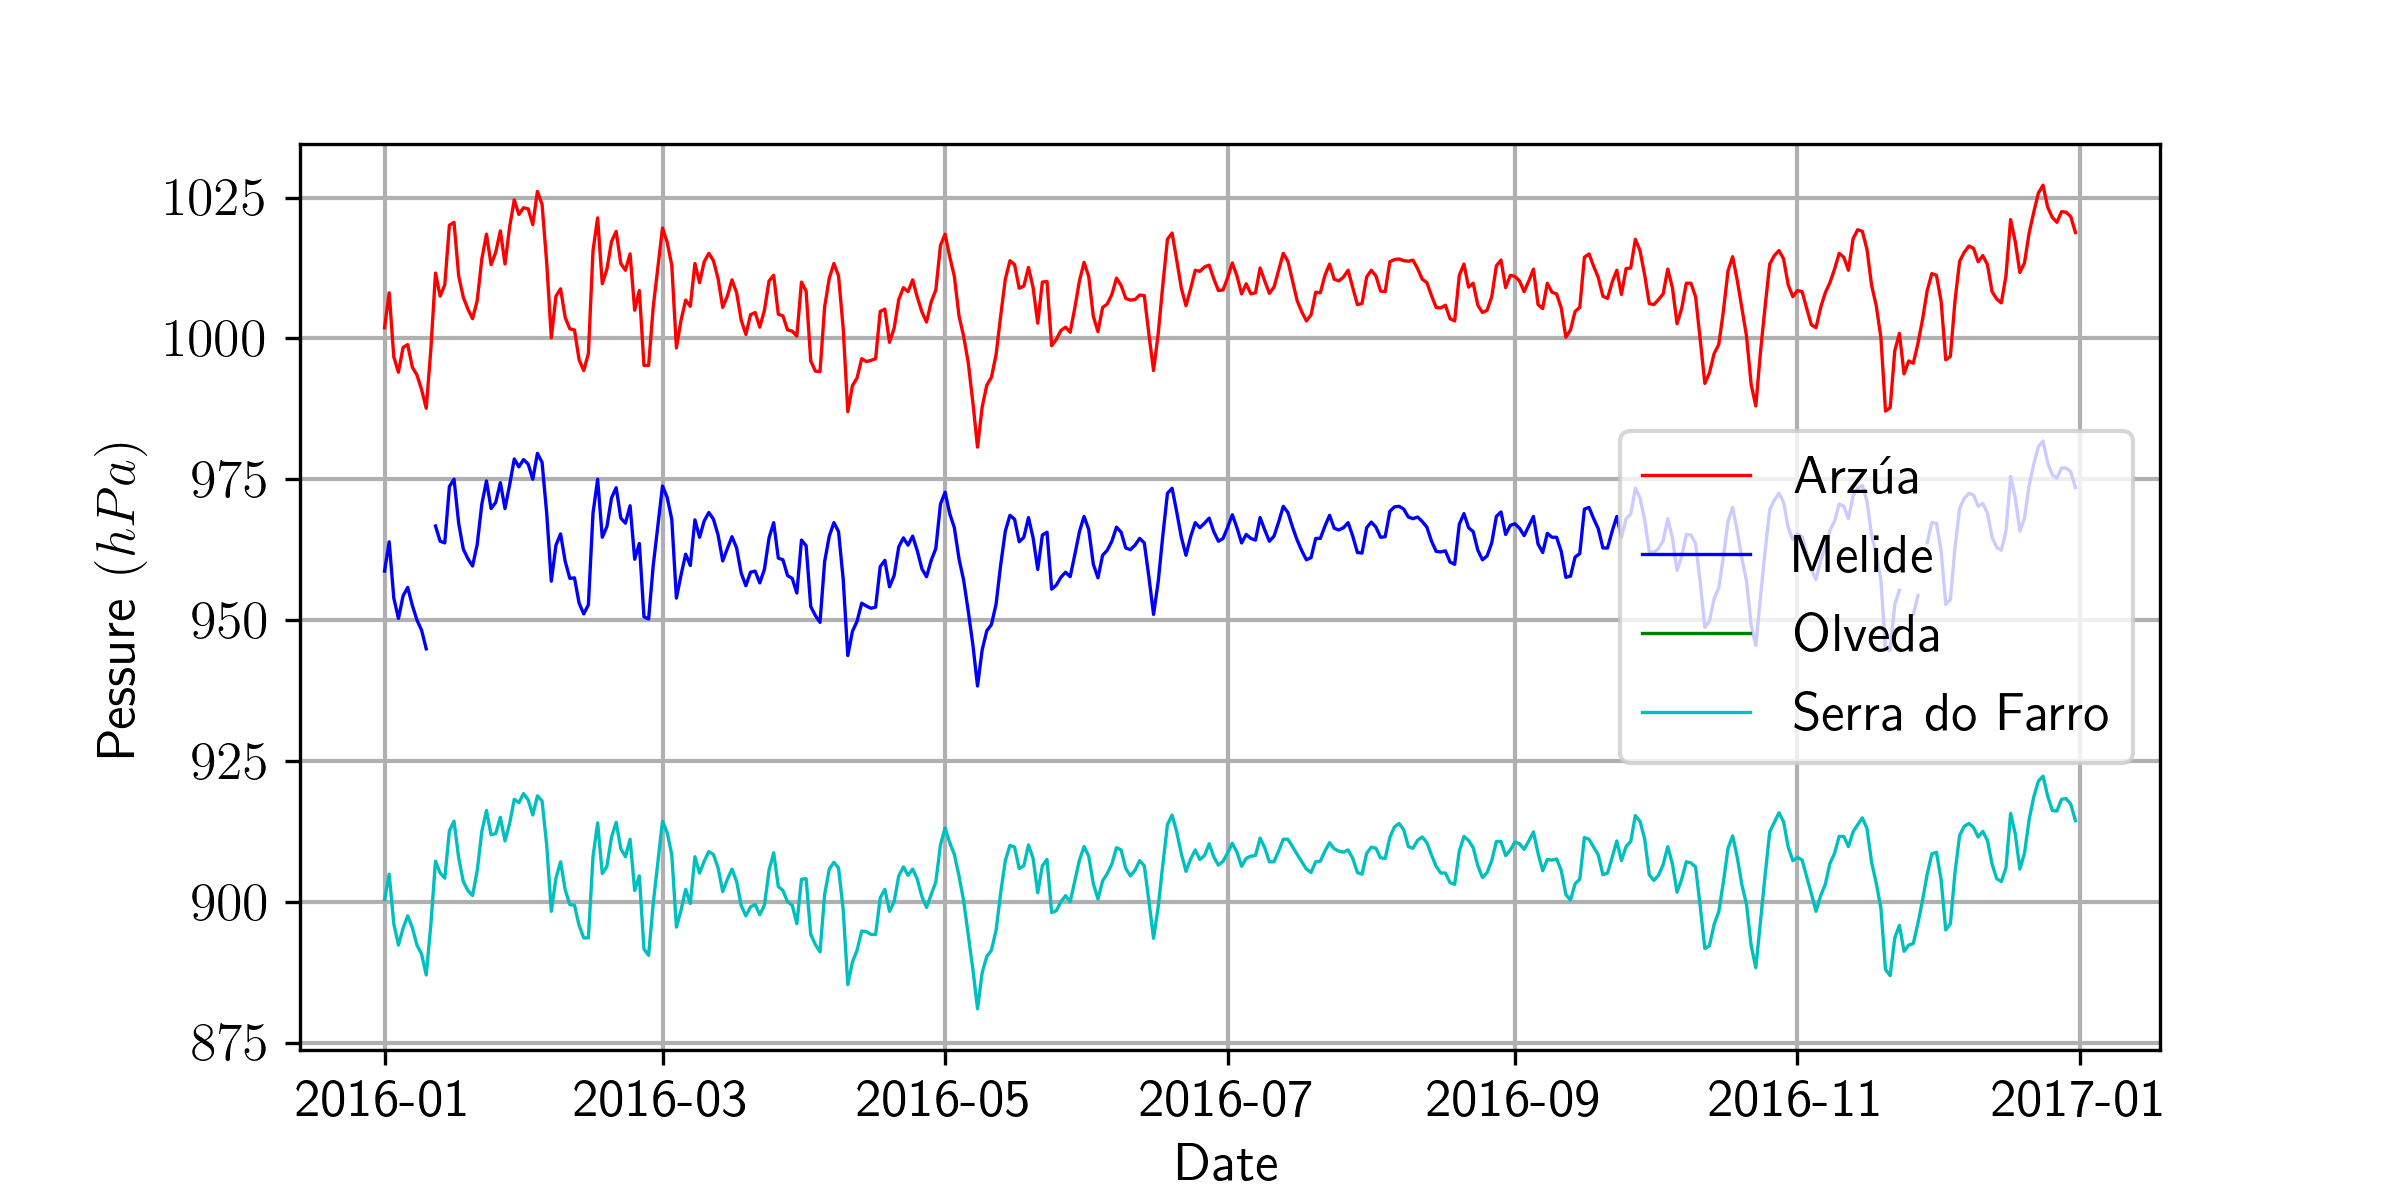 1025
1000
975
950
925
900
875
Pessure (hPa)
Arzúa
Melide
Olveda
Serra do Farro
2016-01 2016-03 2016-05 2016-07 2016-09 2016-11 2017-01
Date